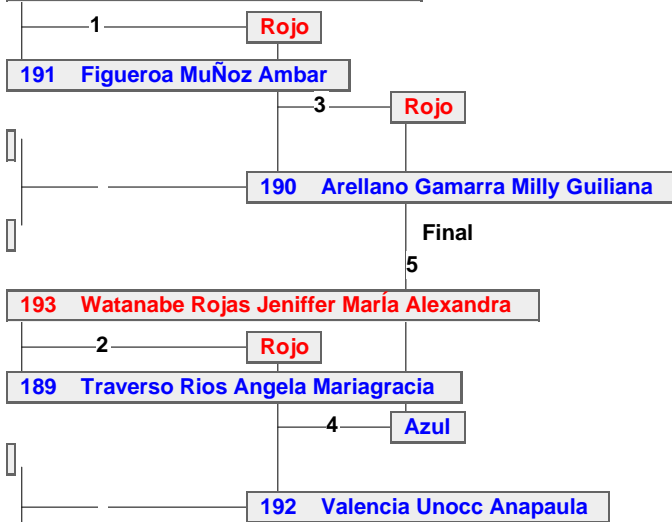 1 Rojo
191 Figueroa MuÑoz Ambar
3 Rojo
190 Arellano Gamarra Milly Guiliana
Final
5
193 Watanabe Rojas Jeniffer MarÍa Alexandra
2 Rojo
189 Traverso Rios Angela Mariagracia
4 Azul
192 Valencia Unocc Anapaula